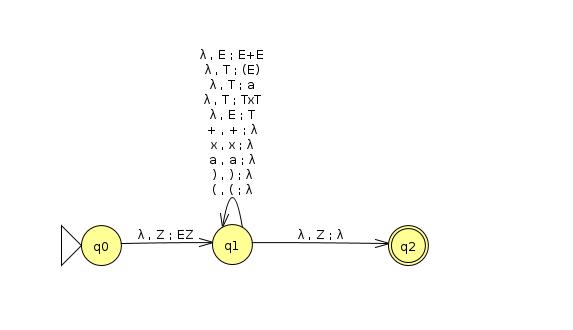 λ , E ; E+E
λ , T ; (E)
λ , T ; a
λ , T ; TxT
λ , E ; T
+ , + ; λ
x , x ; λ
a , a ; λ
) , ) ; λ
( , ( ; λ
q0
λ , Z ; EZ
q1
λ , Z ; λ
q2